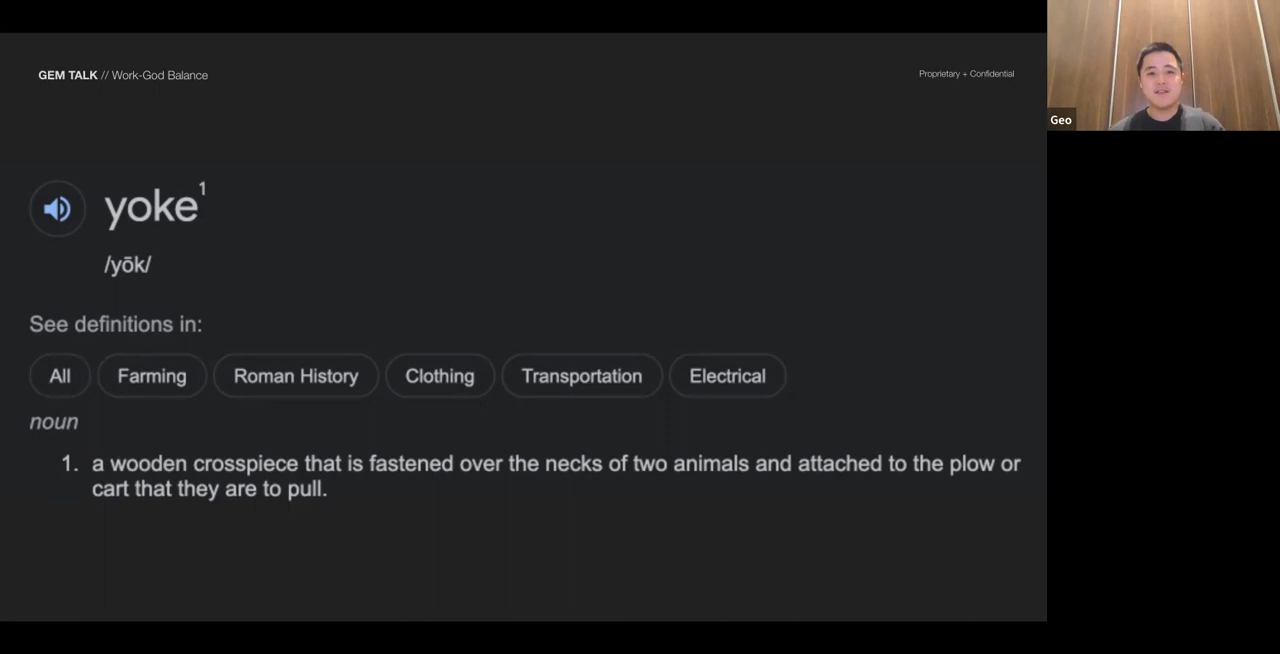 GEM TALK // Work-God Balance
Proprietary + Confidential
Geo
yoke¹
/yōk/
See definitions in:
All
Farming
Roman History
Clothing
Transportation
Electrical
noun
1. a wooden crosspiece that is fastened over the necks of two animals and attached to the plow or
cart that they are to pull.